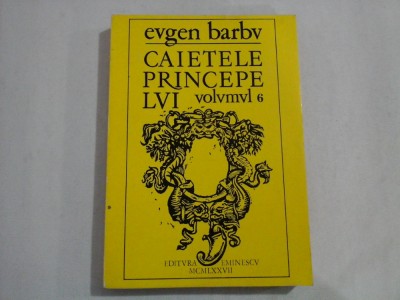 evgen barbv
CAIETELE
PRINCEPE
LVI volvmvl 6
EDITVRA EMINESCV
MCMLXXVII